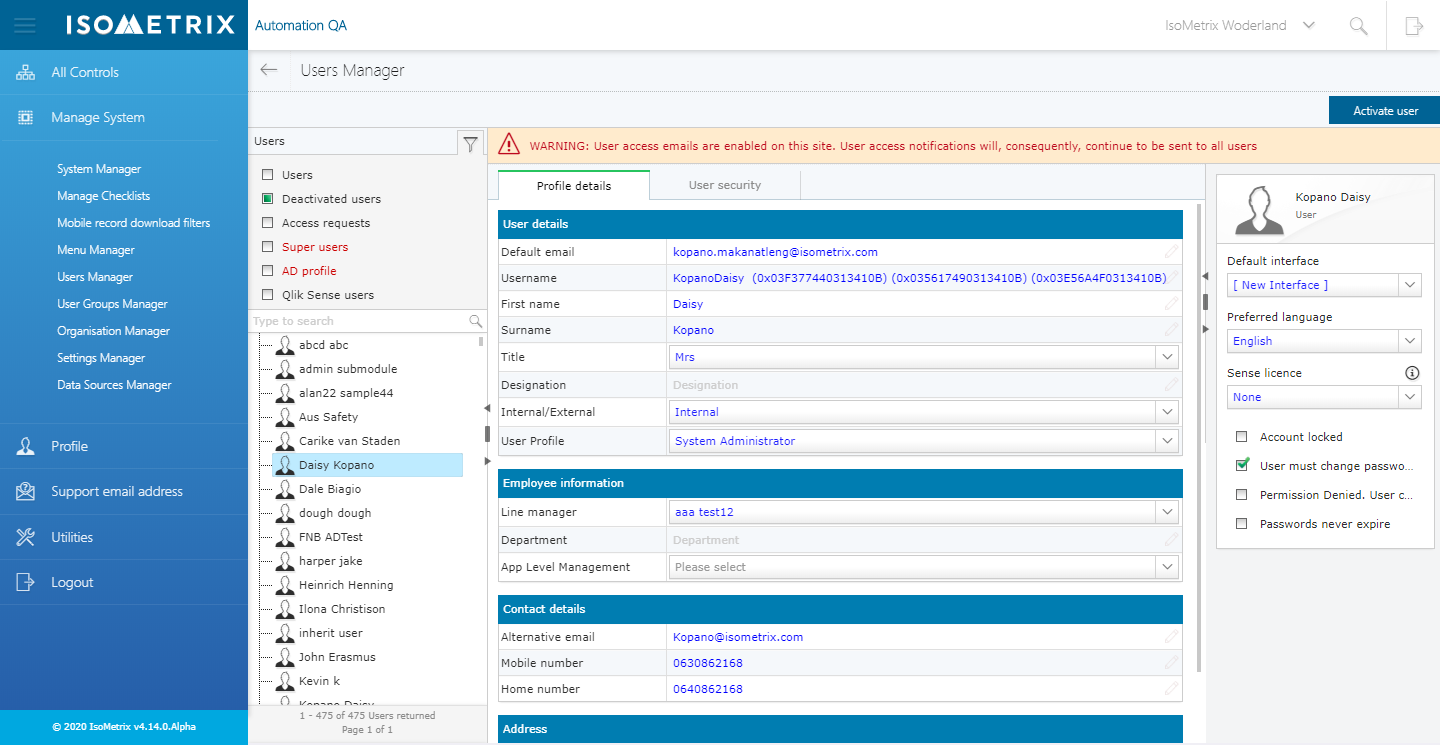 ISOMETRIX
Automation QA
IsoMetrix Woderland
All Controls
Manage System
System Manager
Manage Checklists
Mobile record download filters
Menu Manager
Users Manager
User Groups Manager
Organisation Manager
Settings Manager
Data Sources Manager
Profile
Support email address
Utilities
Logout
© 2020 IsoMetrix v4.14.0.Alpha
Users Manager
Activate user
Users
Users
Deactivated users
Access requests
Super users
AD profile
Qlik Sense users
Type to search
abcd abc
admin submodule
alan22 sample44
Aus Safety
Carike van Staden
Daisy Kopano
Dale Biagio
dough dough
FNB ADTest
harper jake
Heinrich Henning
Ilona Christison
inherit user
John Erasmus
Kevin k
Kopano Daisy
1 - 475 of 475 Users returned
Page 1 of 1
WARNING: User access emails are enabled on this site. User access notifications will, consequently, continue to be sent to all users
Profile details
User security
User details
Default email kopano.makanatleng@isometrix.com
Username KopanoDaisy (0x03F377440313410B) (0x035617490313410B) (0x03E56A4F0313410B)
First name Daisy
Surname Kopano
Title Mrs
Designation Designation
Internal/External Internal
User Profile System Administrator
Employee information
Line manager aaa test12
Department Department
App Level Management Please select
Contact details
Alternative email Kopano@isometrix.com
Mobile number 0630862168
Home number 0640862168
Address
Kopano Daisy
User
Default interface
[ New Interface ]
Preferred language
English
Sense licence
None
Account locked
User must change passwo...
Permission Denied. User c...
Passwords never expire